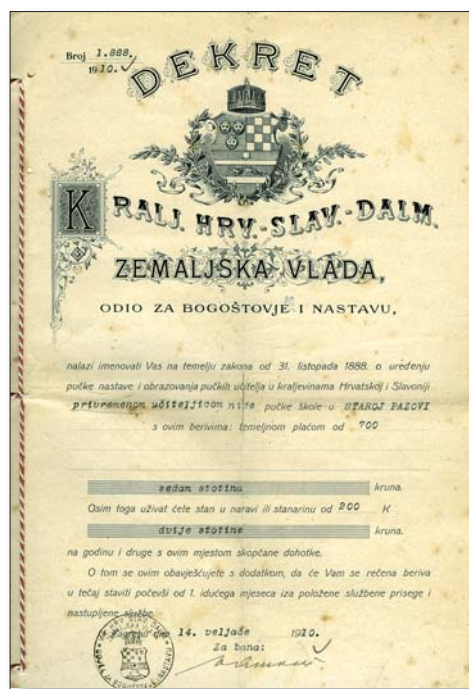 Broj 1.888.
1910.
DEKRET
KRALJ. HRV.-SLAV.-DALM.
ZEMALJSKA VLADA,
ODIO ZA BOGOŠTOVJE I NASTAVU,
nalazi imenovati Vas na temelju zakona od 31. listopada 1888. o uređenju
pučke nastave i obrazovanja pučkih učitelja u kraljevinama Hrvatskoj i Slavoniji
privremenom učiteljicom niže pučke škole u STAROJ PAZOVI
s ovim berivima: temeljnom plaćom od 700
sedam stotina kruna.
Osim toga uživat ćete stan u naravi ili stanarinu od 200 K
dvije stotine kruna.
na godinu i druge s ovim mjestom skopčane dohotke.
O tom se ovim obavješćujete s dodatkom, da će Vam se rečena beriva
u tečaj staviti počevši od 1. idućega mjeseca iza položene službene prisege i
nastupljene službe.
14. veljače 1910.
Za bana: